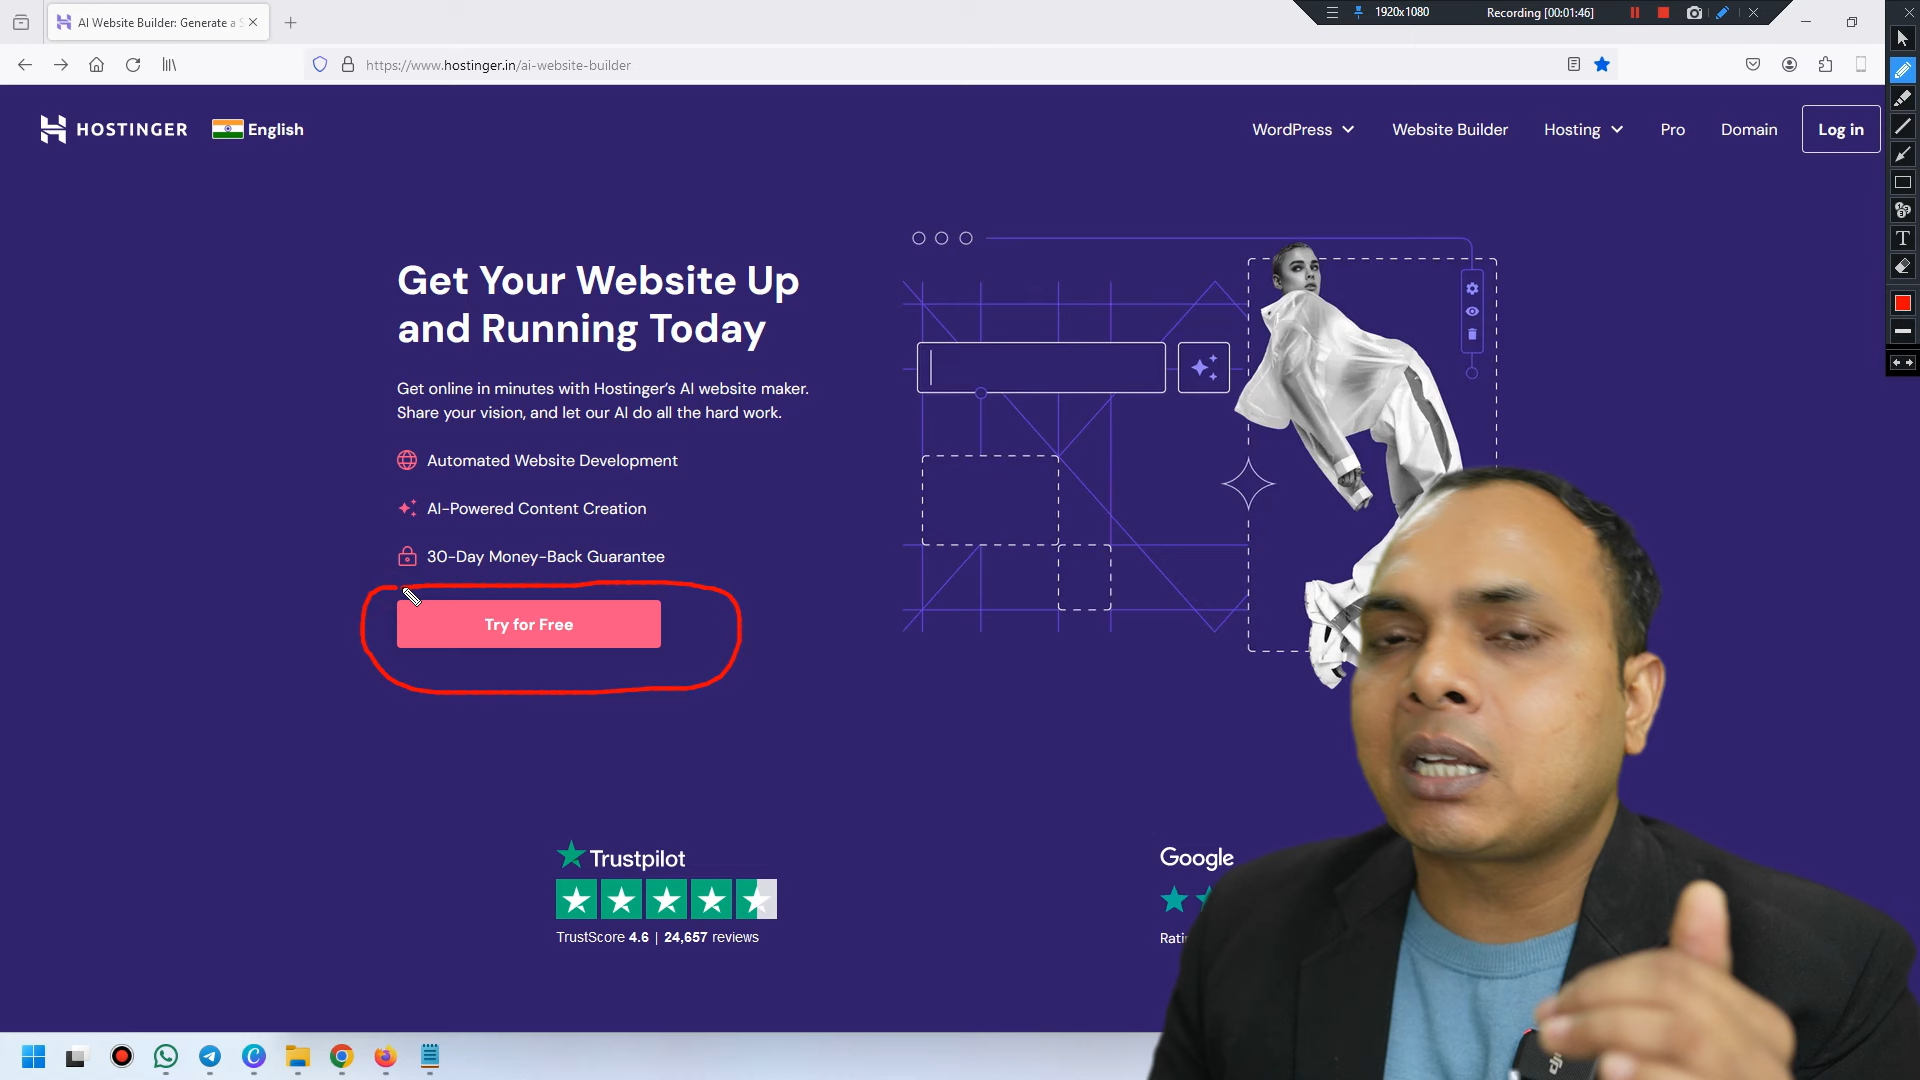 AI Website Builder: Generate a S
1920x1080
Recording [00:01:46]
https://www.hostinger.in/ai-website-builder
HOSTINGER
English
WordPress
Website Builder
Hosting
Pro
Domain
Log in
Get Your Website Up
and Running Today
Get online in minutes with Hostinger's AI website maker.
Share your vision, and let our AI do all the hard work.
Automated Website Development
AI-Powered Content Creation
30-Day Money-Back Guarantee
Try for Free
Trustpilot
TrustScore 4.6 | 24,657 reviews
Google
Rati
dji